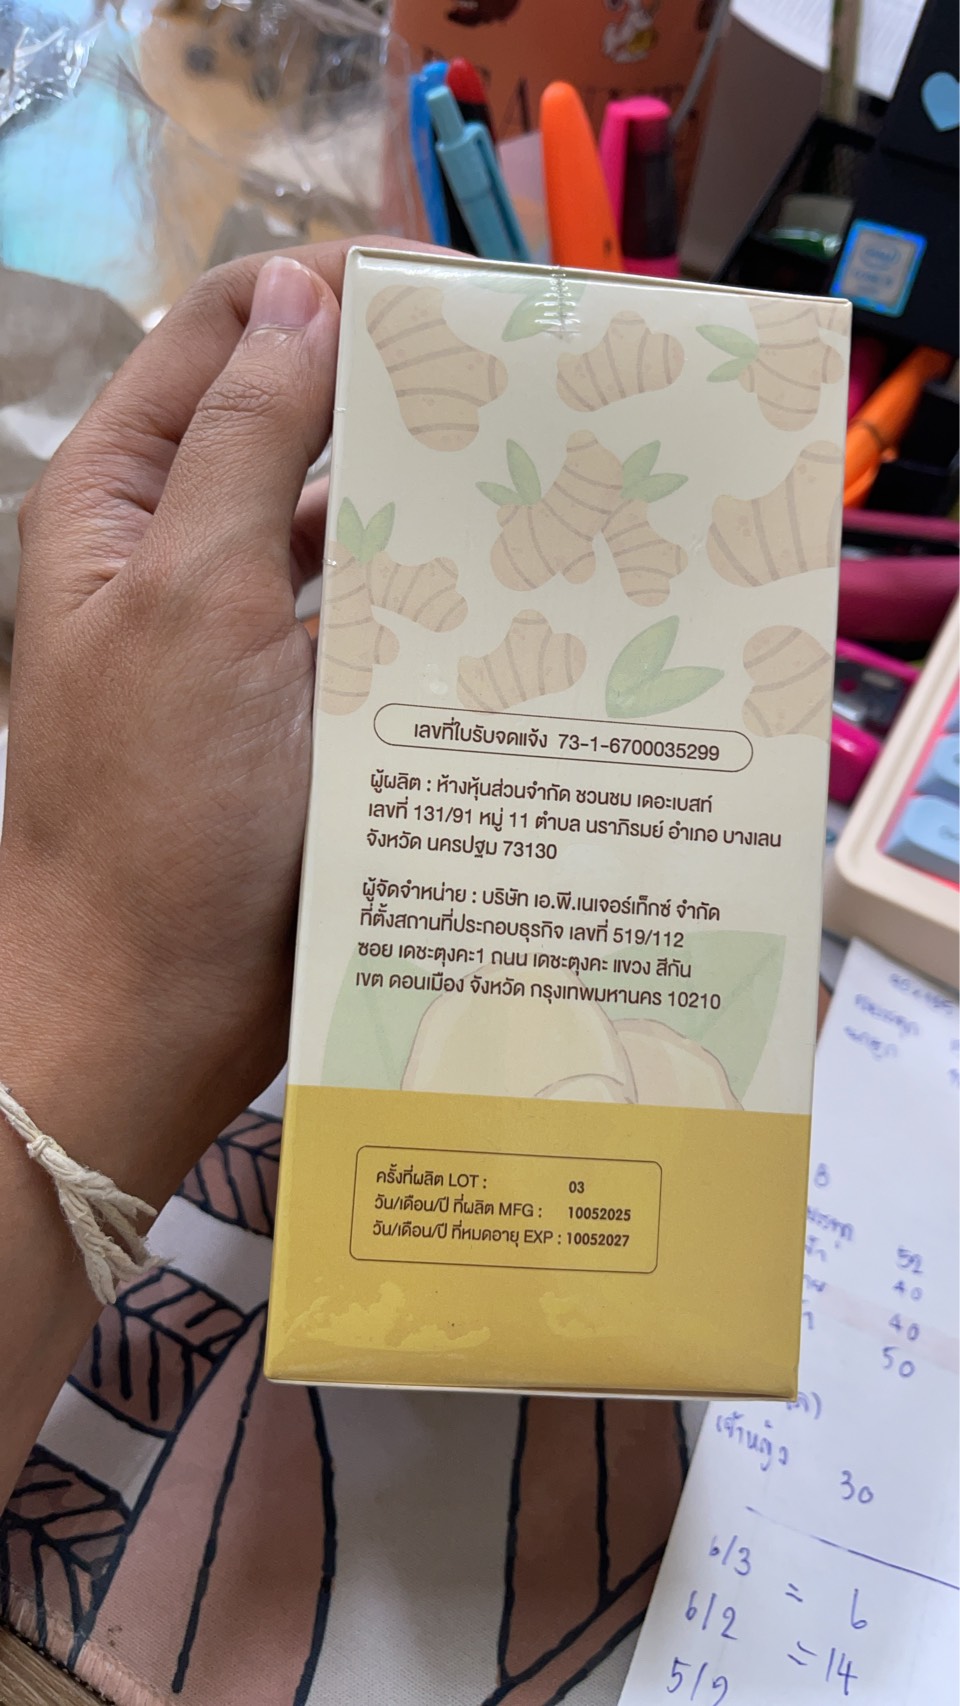 เลขที่ใบรับจดแจ้ง 73-1-6700035299
ผู้ผลิต : ห้างหุ้นส่วนจำกัด ชวนชม เดอะเบสท์
เลขที่ 131/91 หมู่ 11 ตำบล นราภิรมย์ อำเภอ บางเลน
จังหวัด นครปฐม 73130
ผู้จัดจำหน่าย : บริษัท เอ.พี.เนเจอร์เท็กซ์ จำกัด
ที่ตั้งสถานที่ประกอบธุรกิจ เลขที่ 519/112
ซอย เดชะตุงคะ1 ถนน เดชะตุงคะ แขวง สีกัน
เขต ดอนเมือง จังหวัด กรุงเทพมหานคร 10210
ครั้งที่ผลิต LOT : 03
วัน/เดือน/ปี ที่ผลิต MFG : 10052025
วัน/เดือน/ปี ที่หมดอายุ EXP : 10052027
52
40
40
50
30
6/3 = 6
6/2 = 14